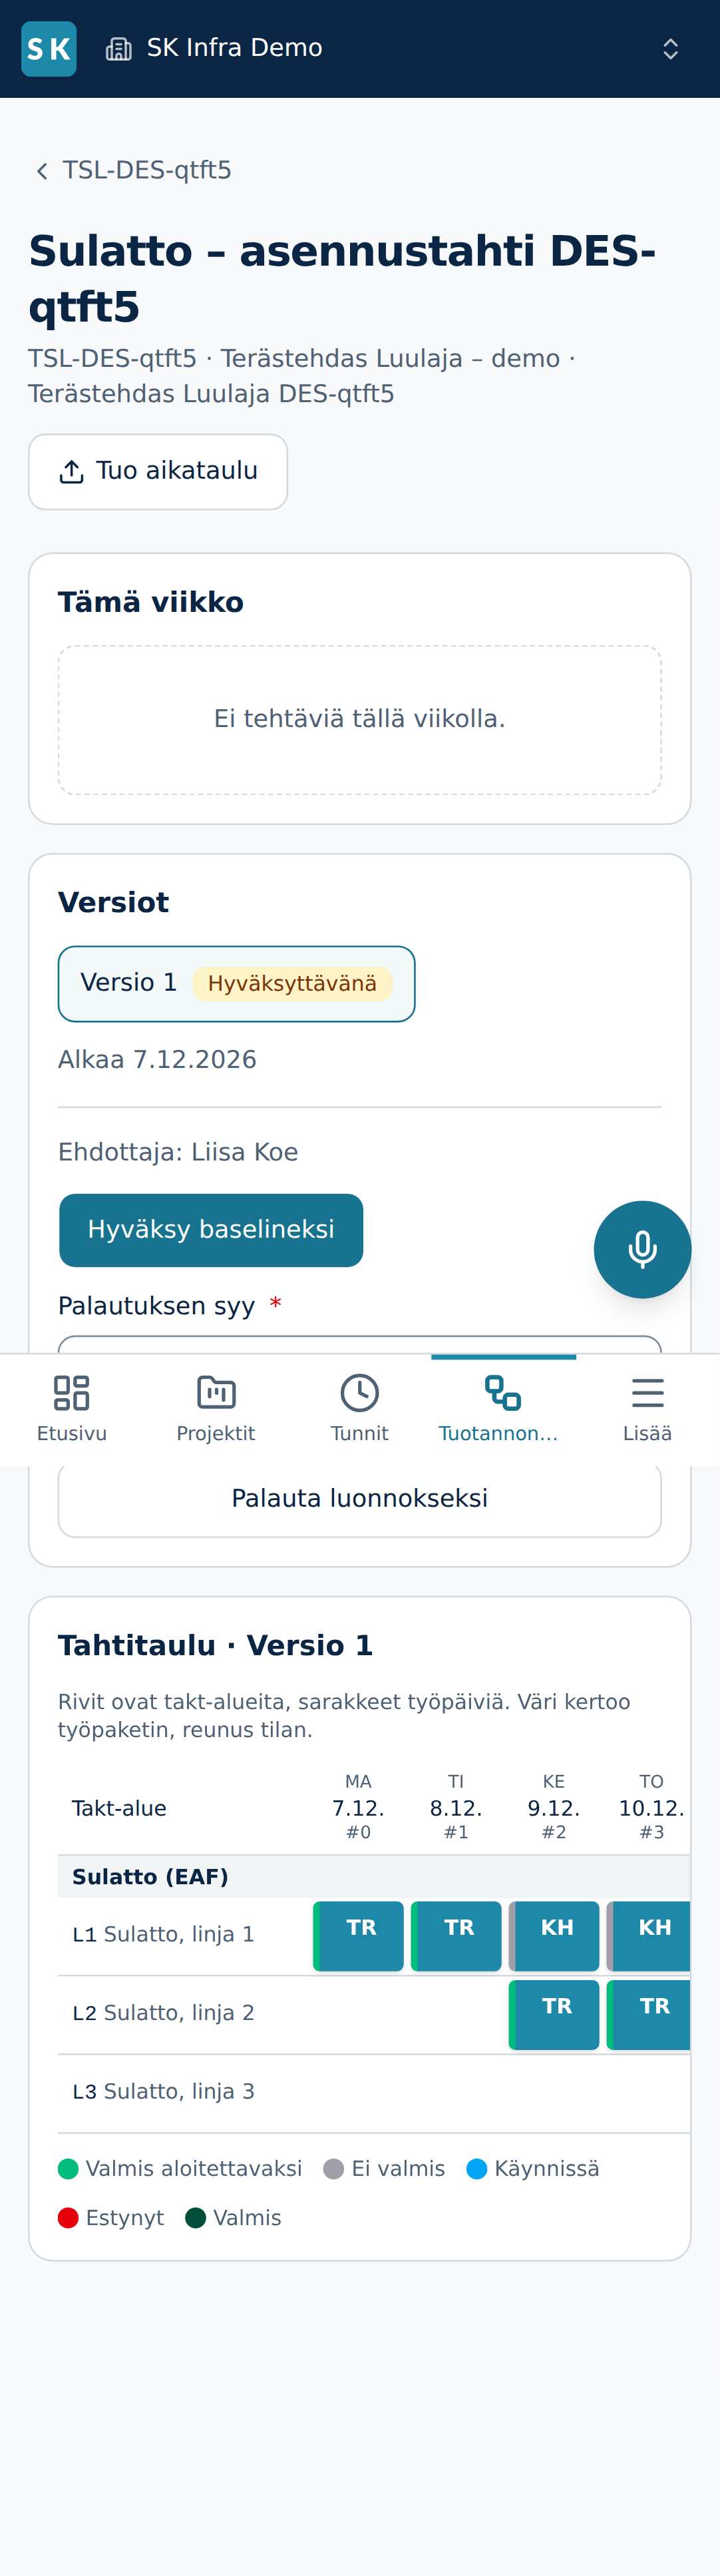 SK
SK Infra Demo
TSL-DES-qtft5
Sulatto – asennustahti DES-
qtft5
TSL-DES-qtft5 · Terästehdas Luulaja – demo ·
Terästehdas Luulaja DES-qtft5
Tuo aikataulu
Tämä viikko
Ei tehtäviä tällä viikolla.
Versiot
Versio 1 Hyväksyttävänä
Alkaa 7.12.2026
Ehdottaja: Liisa Koe
Hyväksy baselineksi
Palautuksen syy *
Etusivu Projektit Tunnit Tuotannon... Lisää
Palauta luonnokseksi
Tahtitaulu · Versio 1
Rivit ovat takt-alueita, sarakkeet työpäiviä. Väri kertoo
työpaketin, reunus tilan.
MA TI KE TO
Takt-alue 7.12. 8.12. 9.12. 10.12.
#0 #1 #2 #3
Sulatto (EAF)
L1 Sulatto, linja 1 TR TR KH KH
L2 Sulatto, linja 2 TR TR
L3 Sulatto, linja 3
Valmis aloitettavaksi Ei valmis Käynnissä
Estynyt Valmis